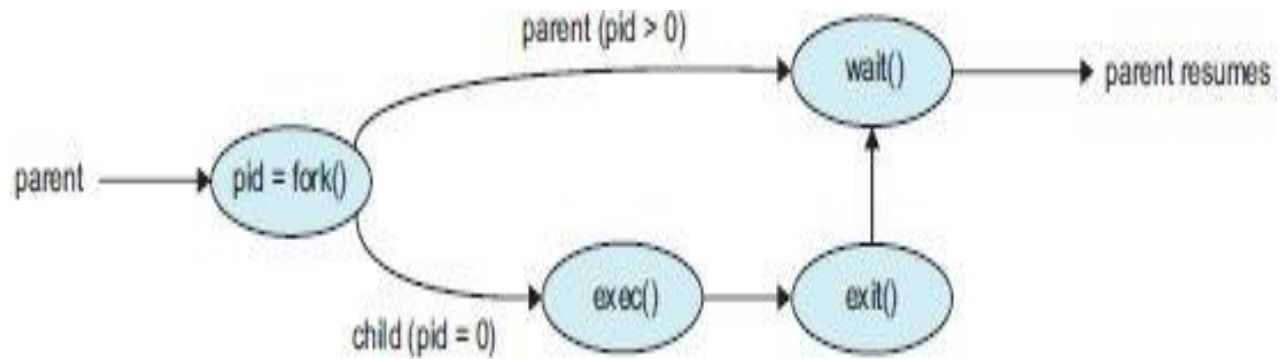 parent (pid > 0)
wait()
parent resumes
parent
pid = fork()
exec()
exit()
child (pid = 0)